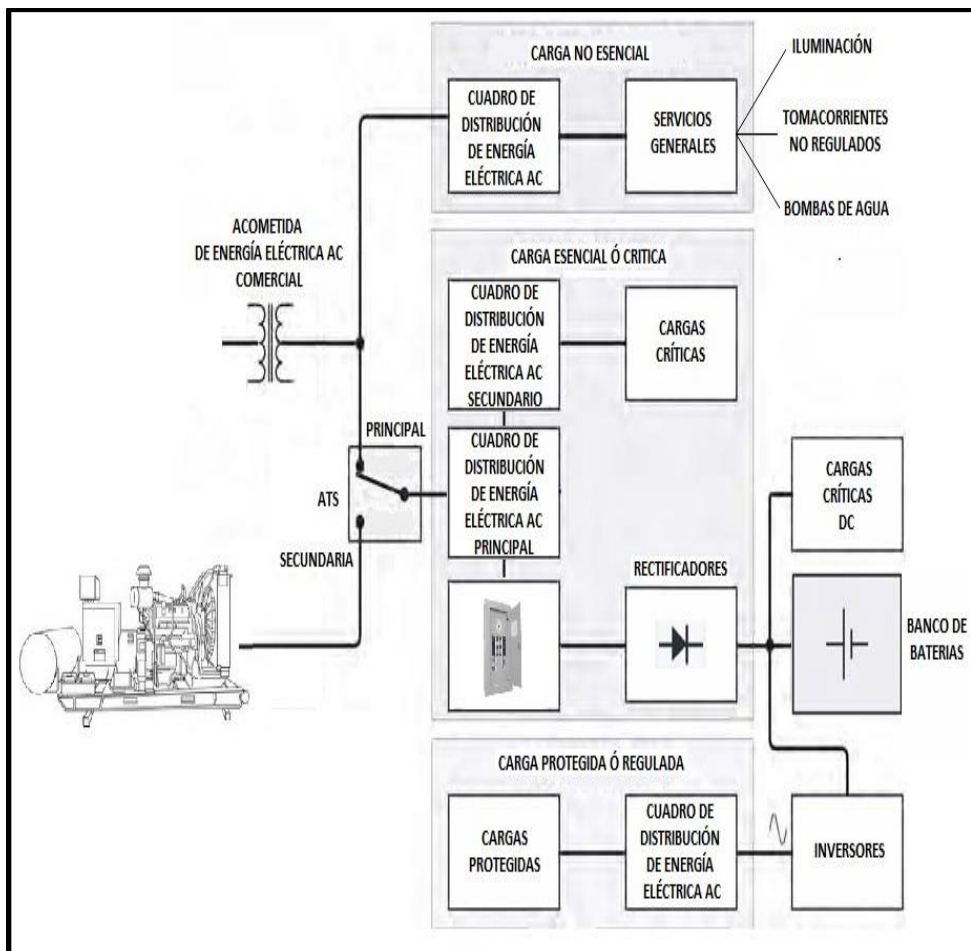 CARGA NO ESENCIAL
CUADRO DE
DISTRIBUCIÓN
DE ENERGÍA
ELÉCTRICA AC
SERVICIOS
GENERALES
ILUMINACIÓN
TOMACORRIENTES
NO REGULADOS
BOMBAS DE AGUA
ACOMETIDA
DE ENERGÍA ELÉCTRICA AC
COMERCIAL
CARGA ESENCIAL Ó CRITICA
CUADRO DE
DISTRIBUCIÓN
DE ENERGÍA
ELÉCTRICA AC
SECUNDARIO
CARGAS
CRÍTICAS
PRINCIPAL
ATS
SECUNDARIA
CUADRO DE
DISTRIBUCIÓN
DE ENERGÍA
ELÉCTRICA AC
PRINCIPAL
RECTIFICADORES
CARGAS
CRÍTICAS
DC
BANCO DE
BATERIAS
CARGA PROTEGIDA Ó REGULADA
CARGAS
PROTEGIDAS
CUADRO DE
DISTRIBUCIÓN
DE ENERGÍA
ELÉCTRICA AC
INVERSORES